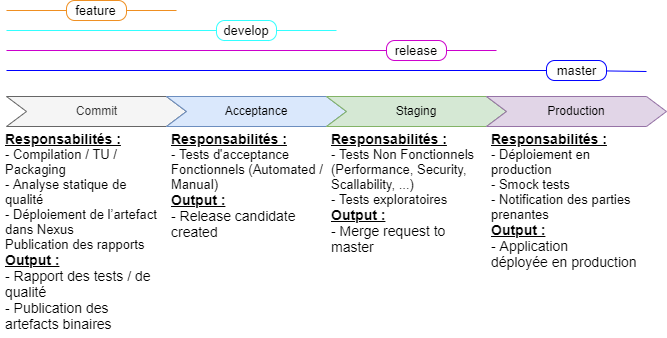 feature
develop
release
master
Commit
Acceptance
Staging
Production
Responsabilités :
- Compilation / TU /
Packaging
- Analyse statique de
qualité
- Déploiement de l'artefact
dans Nexus
Publication des rapports
Output :
- Rapport des tests / de
qualité
- Publication des
artefacts binaires
Responsabilités :
- Tests d'acceptance
Fonctionnels (Automated /
Manual)
Output :
- Release candidate
created
Responsabilités :
- Tests Non Fonctionnels
(Performance, Security,
Scallability, ...)
- Tests exploratoires
Output :
- Merge request to
master
Responsabilités :
- Déploiement en
production
- Smock tests
- Notification des parties
prenantes
Output :
- Application
déployée en production